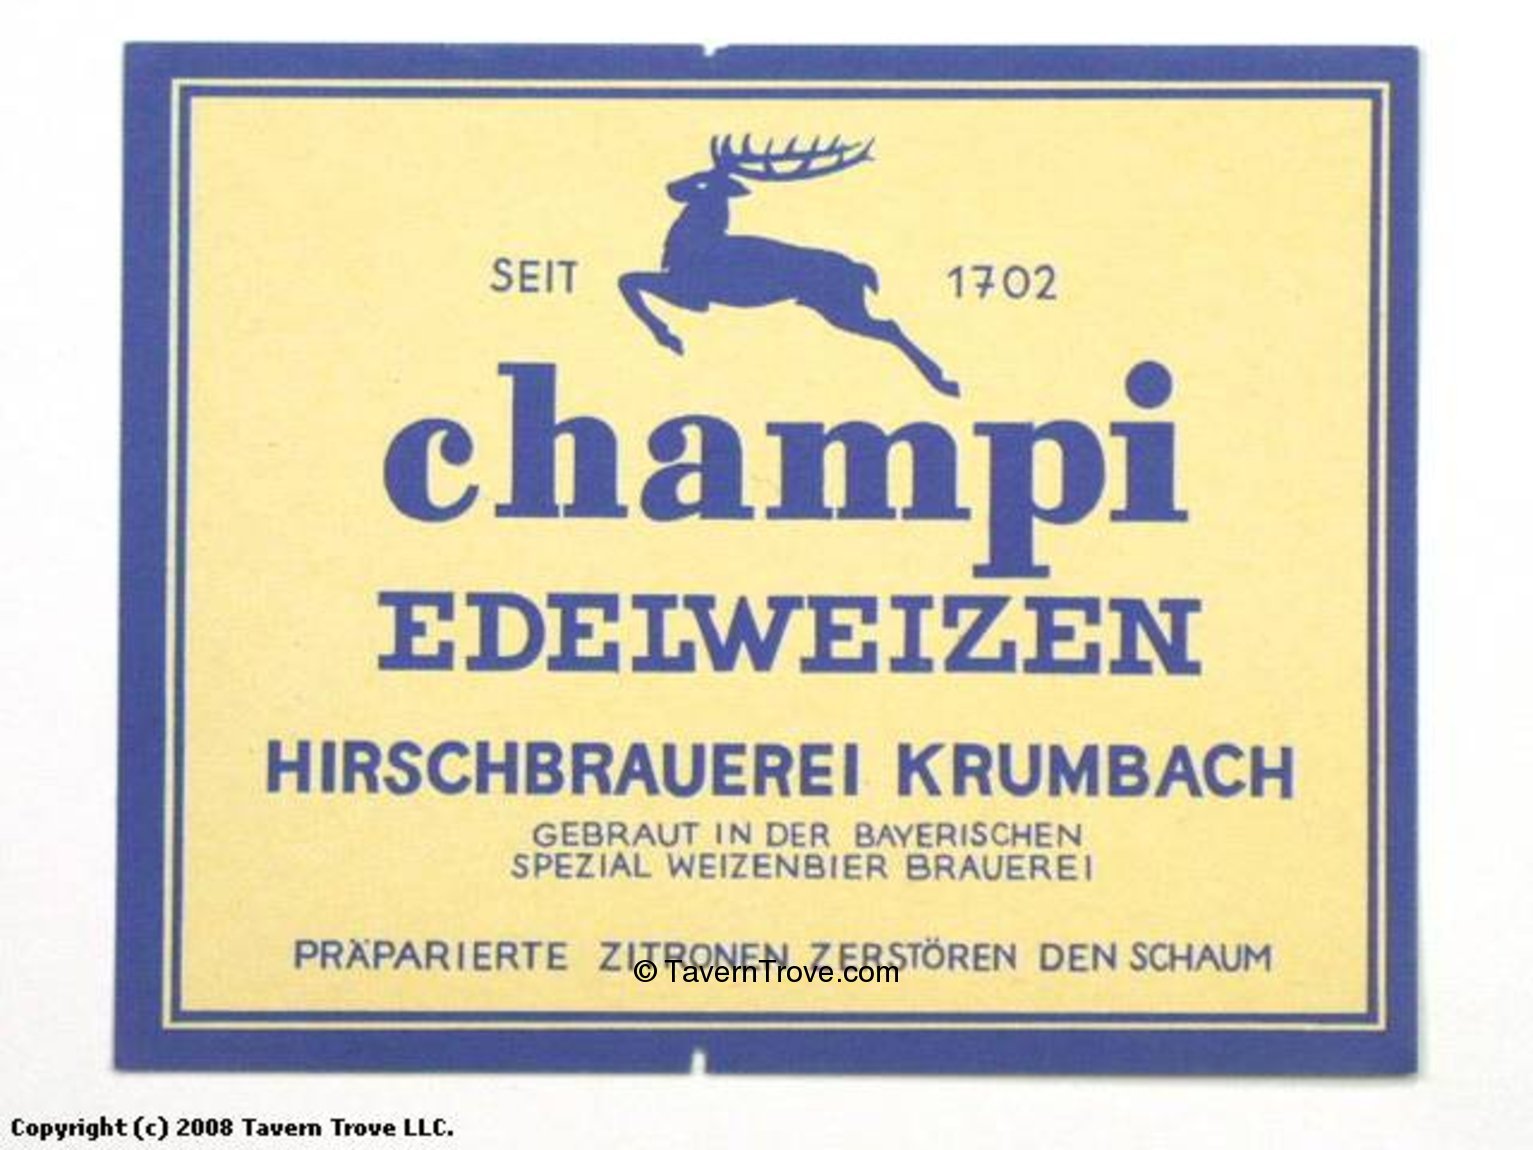 SEIT 1702
champi
EDELWEIZEN
HIRSCHBRAUEREI KRUMBACH
GEBRAUT IN DER BAYERISCHEN
SPEZIAL WEIZENBIER BRAUEREI
PRÄPARIERTE ZITRONEN ZERSTÖREN DEN SCHAUM
© TavernTrove.com
Copyright (c) 2008 Tavern Trove LLC.